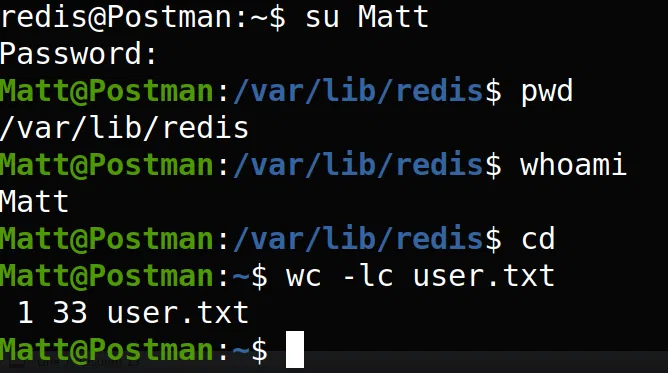 redis@Postman:~$ su Matt
Password:
Matt@Postman:/var/lib/redis$ pwd
/var/lib/redis
Matt@Postman:/var/lib/redis$ whoami
Matt
Matt@Postman:/var/lib/redis$ cd
Matt@Postman:~$ wc -lc user.txt
 1 33 user.txt
Matt@Postman:~$